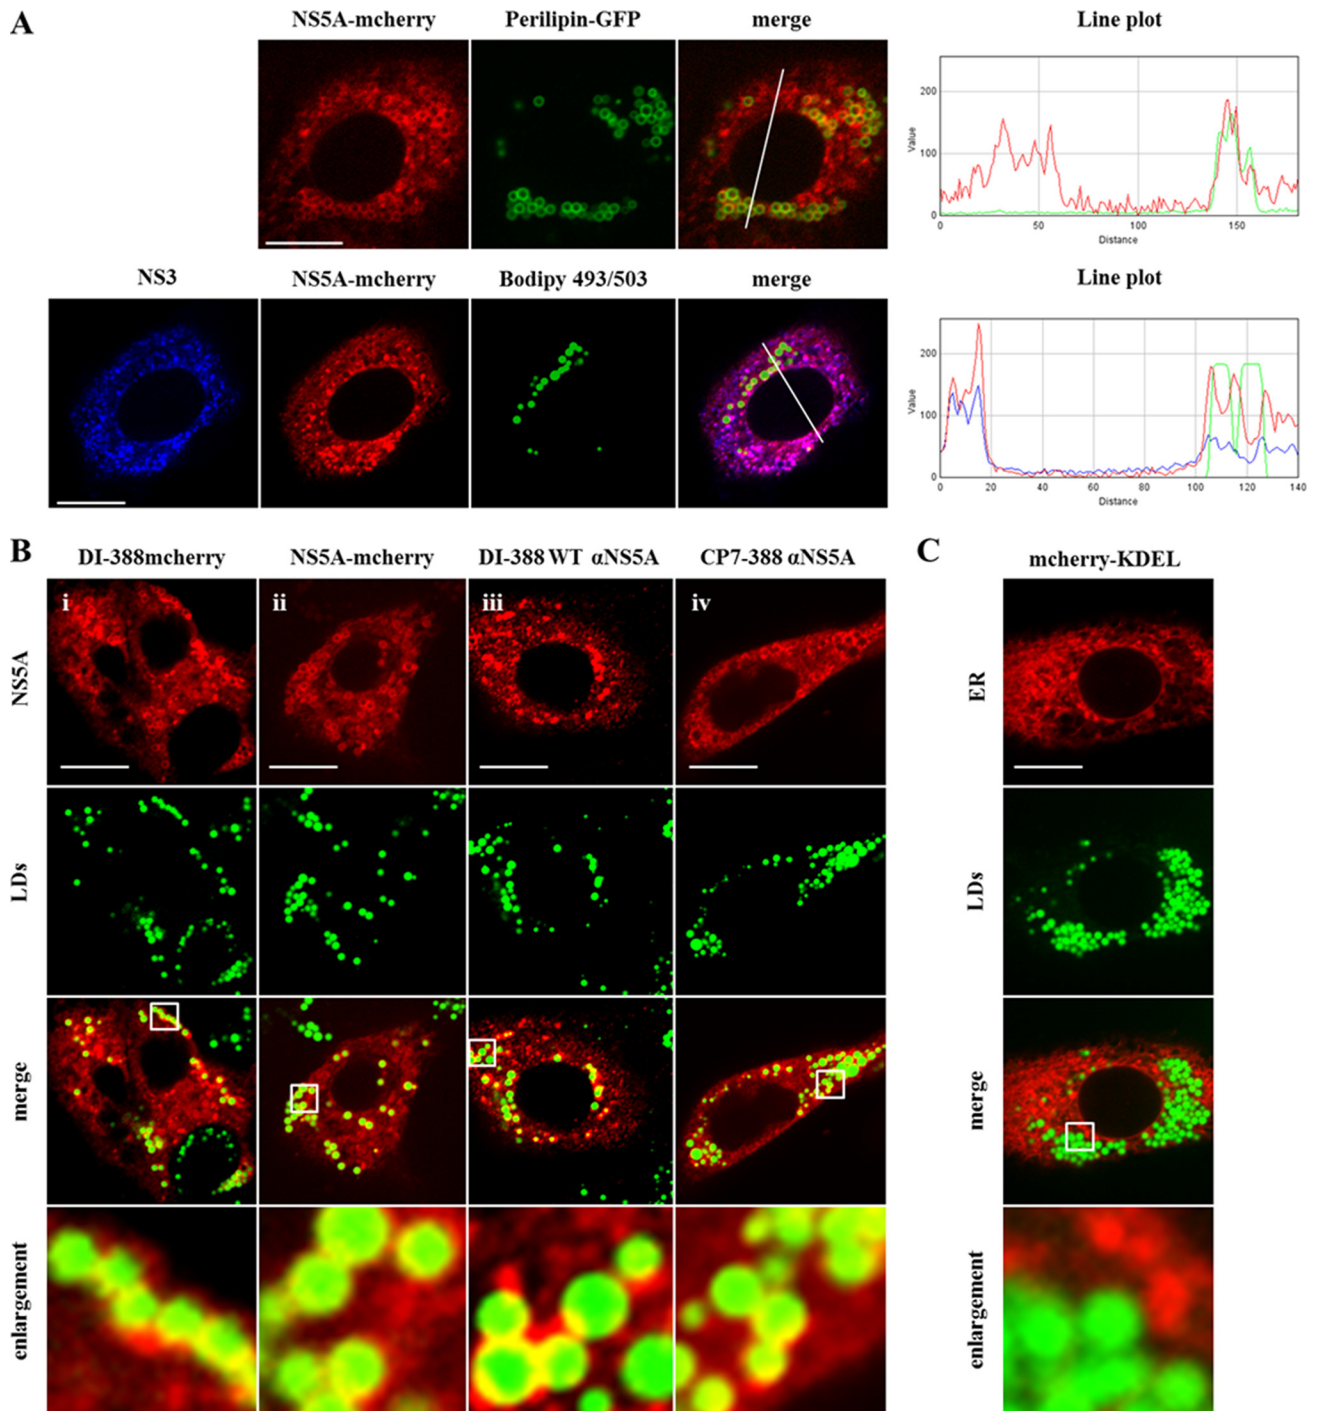 A
NS5A-mcherry Perilipin-GFP merge Line plot
200
100
0
Value
0 50 100 150
Distance
NS3 NS5A-mcherry Bodipy 493/503 merge Line plot
200
100
0
Value
0 20 40 60 80 100 120 140
Distance
B
DI-388mcherry NS5A-mcherry DI-388 WT αNS5A CP7-388 αNS5A
i ii iii iv
NS5A
LDs
merge
enlargement
C
mcherry-KDEL
ER
LDs
merge
enlargement